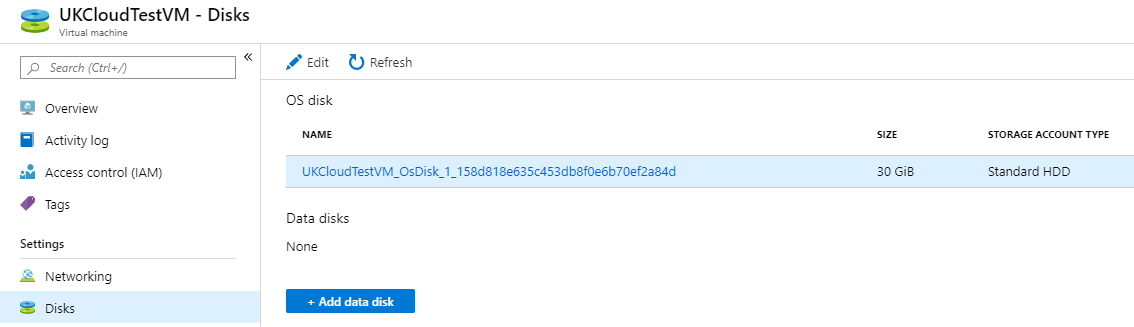 UKCloudTestVM - Disks
Virtual machine
Search (Ctrl+/)
«
Overview
Activity log
Access control (IAM)
Tags
Settings
Networking
Disks
Edit Refresh
OS disk
NAME SIZE STORAGE ACCOUNT TYPE
UKCloudTestVM_OsDisk_1_158d818e635c453db8f0e6b70ef2a84d 30 GiB Standard HDD
Data disks
None
+ Add data disk